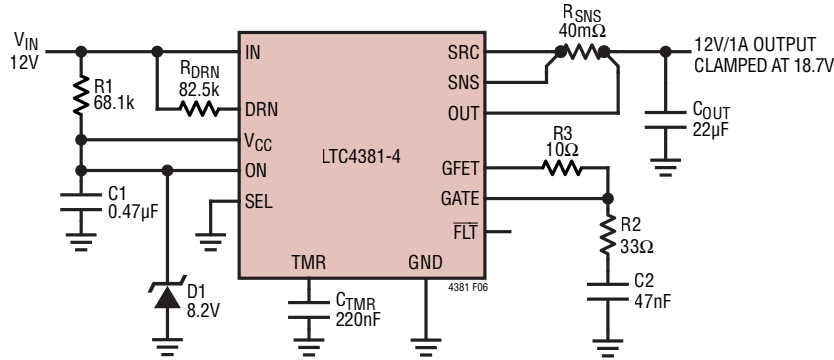 RSNS
40mΩ
VIN
12V
IN
SRC
12V/1A OUTPUT
CLAMPED AT 18.7V
RDRN
82.5k
R1
68.1k
SNS
DRN
OUT
COUT
22µF
VCC
LTC4381-4
R3
10Ω
ON
GFET
C1
0.47µF
SEL
GATE
FLT
R2
33Ω
TMR
GND
4381 F06
D1
8.2V
CTMR
220nF
C2
47nF